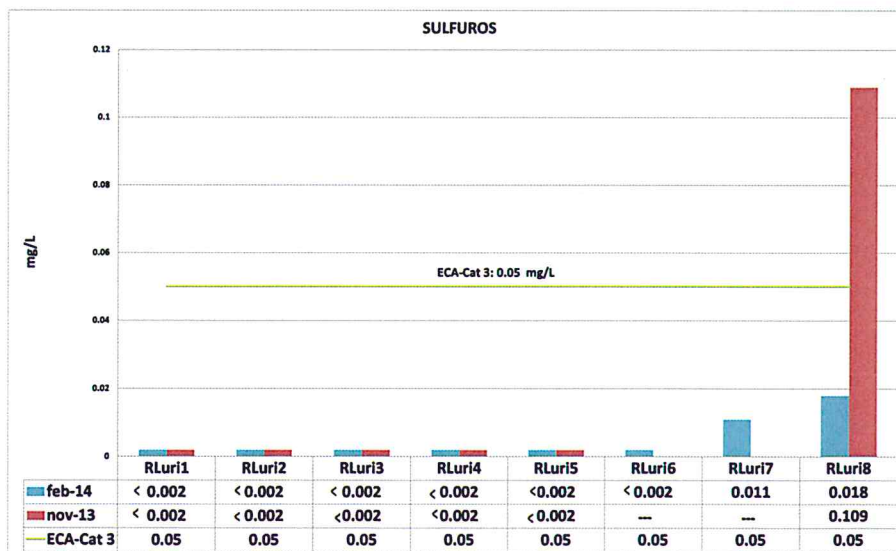 SULFUROS
0.12
0.1
0.08
0.06
0.04
0.02
0
mg/L
ECA-Cat 3: 0.05 mg/L
RLuri1 RLuri2 RLuri3 RLuri4 RLuri5 RLuri6 RLuri7 RLuri8
feb-14 < 0.002 < 0.002 < 0.002 < 0.002 <0.002 < 0.002 0.011 0.018
nov-13 < 0.002 < 0.002 <0.002 <0.002 < 0.002 --- --- 0.109
ECA-Cat 3 0.05 0.05 0.05 0.05 0.05 0.05 0.05 0.05